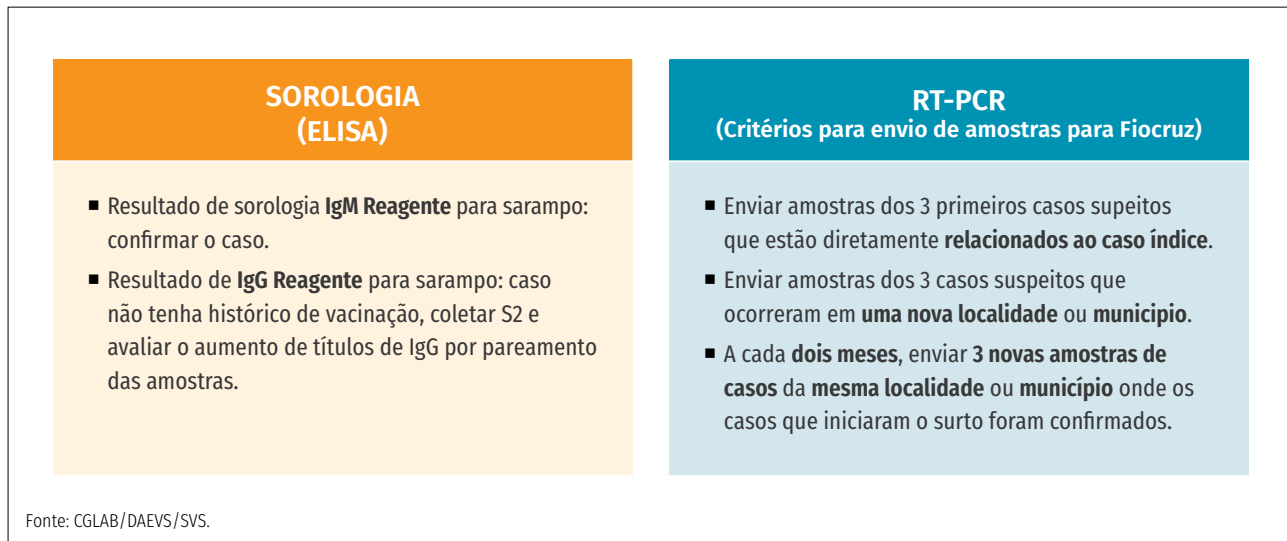 SOROLOGIA
(ELISA)
■ Resultado de sorologia IgM Reagente para sarampo:
confirmar o caso.
■ Resultado de IgG Reagente para sarampo: caso
não tenha histórico de vacinação, coletar S2 e
avaliar o aumento de títulos de IgG por pareamento
das amostras.
RT-PCR
(Critérios para envio de amostras para Fiocruz)
■ Enviar amostras dos 3 primeiros casos supeitos
que estão diretamente relacionados ao caso índice.
■ Enviar amostras dos 3 casos suspeitos que
ocorreram em uma nova localidade ou municipio.
■ A cada dois meses, enviar 3 novas amostras de
casos da mesma localidade ou município onde os
casos que iniciaram o surto foram confirmados.
Fonte: CGLAB/DAEVS/SVS.